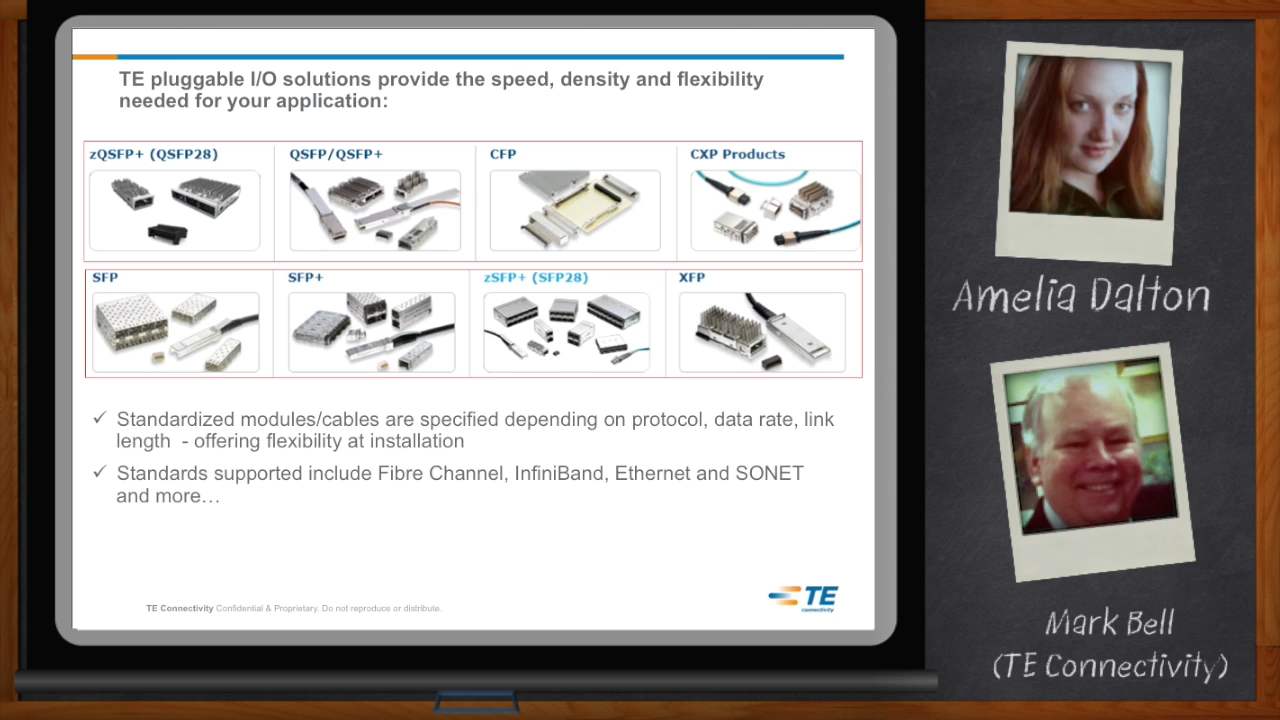 TE pluggable I/O solutions provide the speed, density and flexibility
needed for your application:
zQSFP+ (QSFP28)
QSFP/QSFP+
CFP
CXP Products
SFP
SFP+
zSFP+ (SFP28)
XFP
✓ Standardized modules/cables are specified depending on protocol, data rate, link
length - offering flexibility at installation
✓ Standards supported include Fibre Channel, InfiniBand, Ethernet and SONET
and more…
TE Connectivity Confidential & Proprietary. Do not reproduce or distribute.
TE
connectivity
Amelia Dalton
Mark Bell
(TE Connectivity)